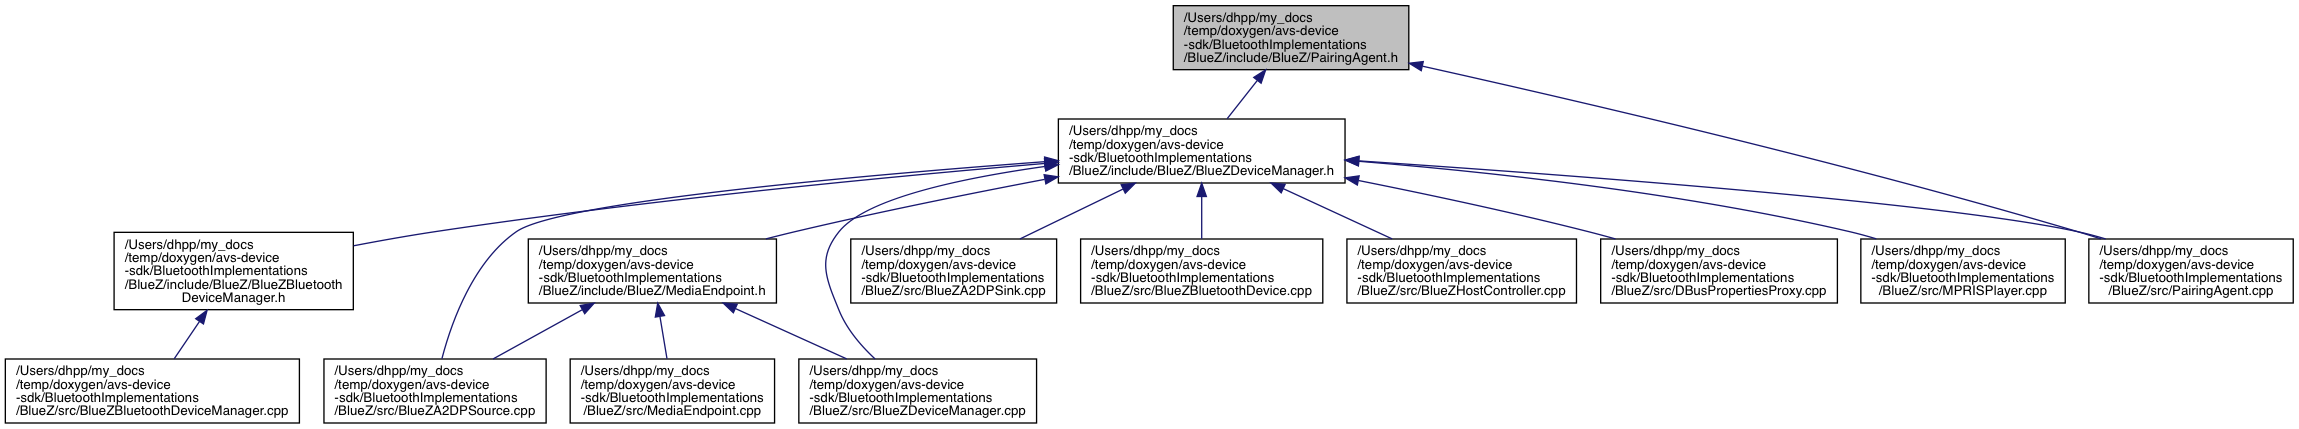 /Users/dhpp/my_docs
/temp/doxygen/avs-device
-sdk/BluetoothImplementations
/BlueZ/include/BlueZ/PairingAgent.h
/Users/dhpp/my_docs
/temp/doxygen/avs-device
-sdk/BluetoothImplementations
/BlueZ/include/BlueZ/BlueZDeviceManager.h
/Users/dhpp/my_docs
/temp/doxygen/avs-device
-sdk/BluetoothImplementations
/BlueZ/include/BlueZ/BlueZBluetooth
DeviceManager.h
/Users/dhpp/my_docs
/temp/doxygen/avs-device
-sdk/BluetoothImplementations
/BlueZ/include/BlueZ/MediaEndpoint.h
/Users/dhpp/my_docs
/temp/doxygen/avs-device
-sdk/BluetoothImplementations
/BlueZ/src/BlueZA2DPSink.cpp
/Users/dhpp/my_docs
/temp/doxygen/avs-device
-sdk/BluetoothImplementations
/BlueZ/src/BlueZBluetoothDevice.cpp
/Users/dhpp/my_docs
/temp/doxygen/avs-device
-sdk/BluetoothImplementations
/BlueZ/src/BlueZHostController.cpp
/Users/dhpp/my_docs
/temp/doxygen/avs-device
-sdk/BluetoothImplementations
/BlueZ/src/DBusPropertiesProxy.cpp
/Users/dhpp/my_docs
/temp/doxygen/avs-device
-sdk/BluetoothImplementations
/BlueZ/src/MPRISPlayer.cpp
/Users/dhpp/my_docs
/temp/doxygen/avs-device
-sdk/BluetoothImplementations
/BlueZ/src/PairingAgent.cpp
/Users/dhpp/my_docs
/temp/doxygen/avs-device
-sdk/BluetoothImplementations
/BlueZ/src/BlueZBluetoothDeviceManager.cpp
/Users/dhpp/my_docs
/temp/doxygen/avs-device
-sdk/BluetoothImplementations
/BlueZ/src/BlueZA2DPSource.cpp
/Users/dhpp/my_docs
/temp/doxygen/avs-device
-sdk/BluetoothImplementations
/BlueZ/src/MediaEndpoint.cpp
/Users/dhpp/my_docs
/temp/doxygen/avs-device
-sdk/BluetoothImplementations
/BlueZ/src/BlueZDeviceManager.cpp